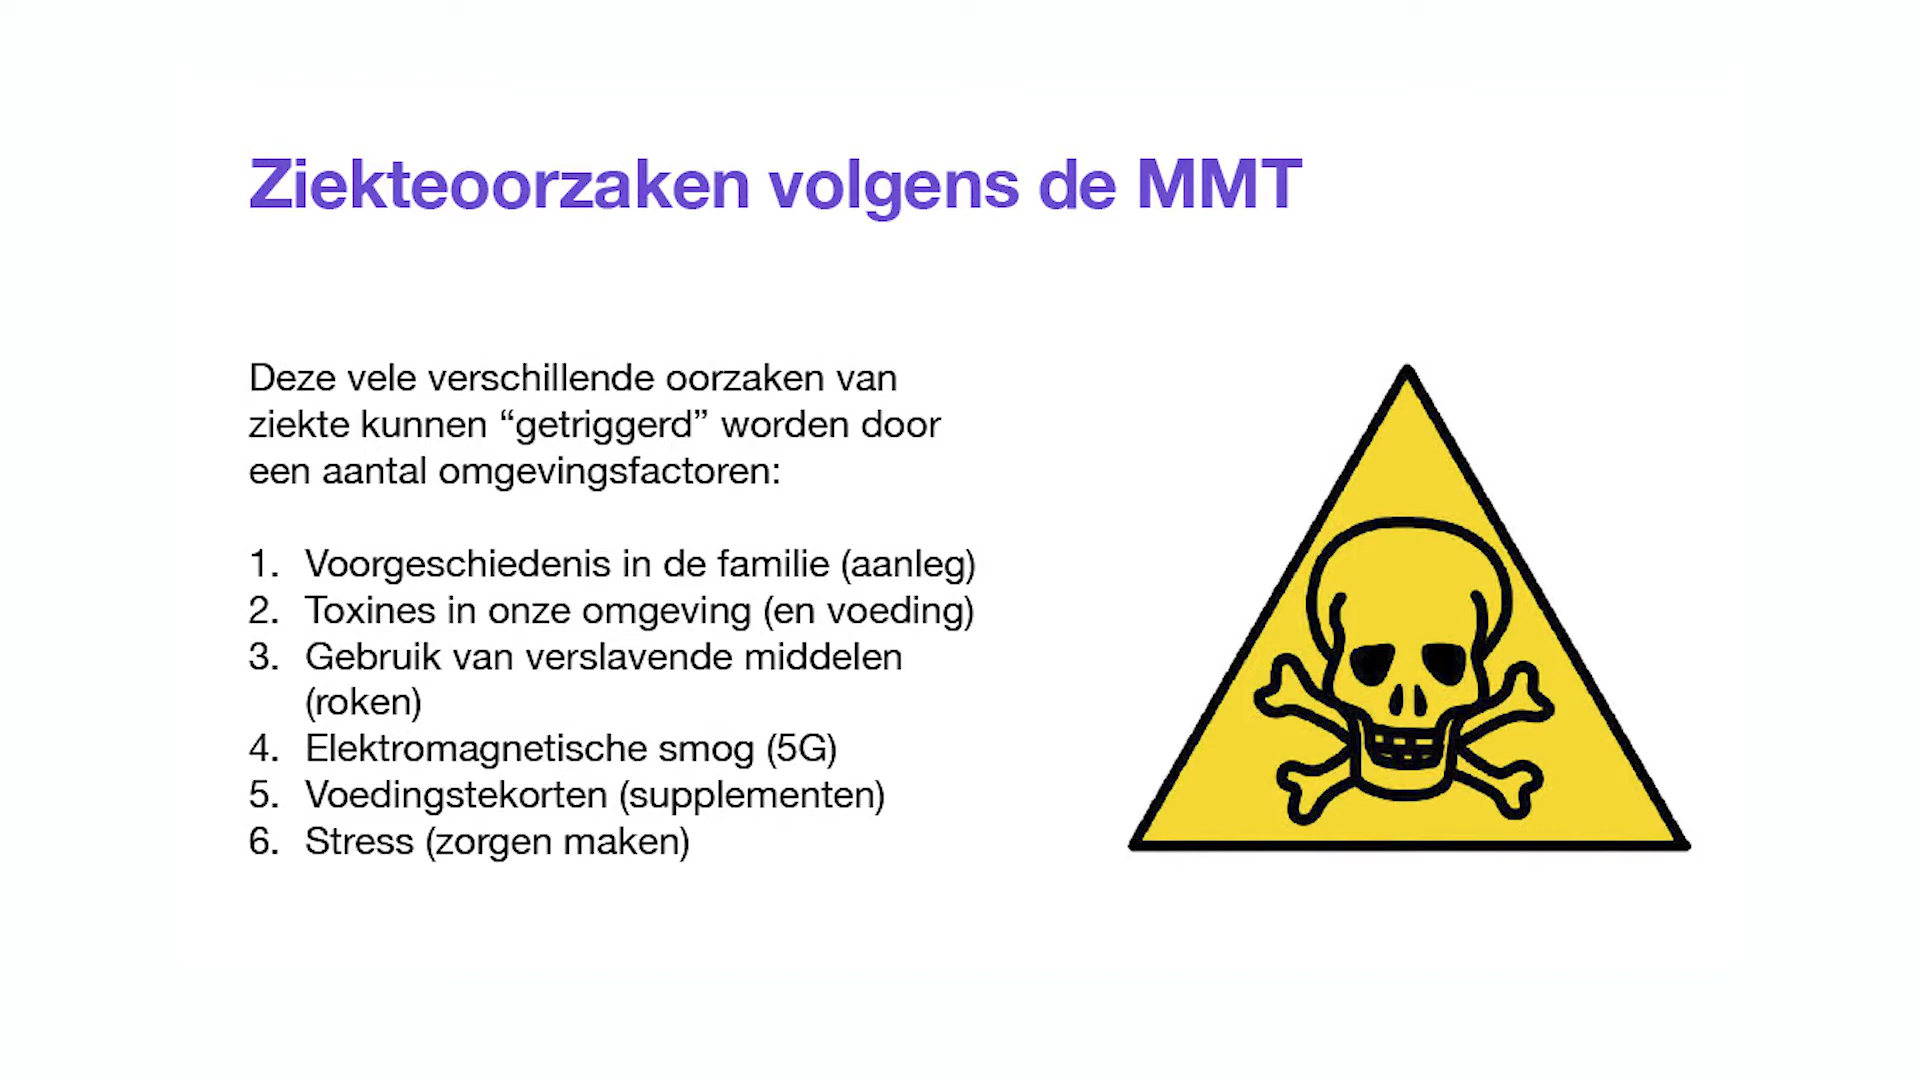 Ziekteoorzaken volgens de MMT
Deze vele verschillende oorzaken van
ziekte kunnen “getriggerd” worden door
een aantal omgevingsfactoren:
1. Voorgeschiedenis in de familie (aanleg)
2. Toxines in onze omgeving (en voeding)
3. Gebruik van verslavende middelen
(roken)
4. Elektromagnetische smog (5G)
5. Voedingstekorten (supplementen)
6. Stress (zorgen maken)